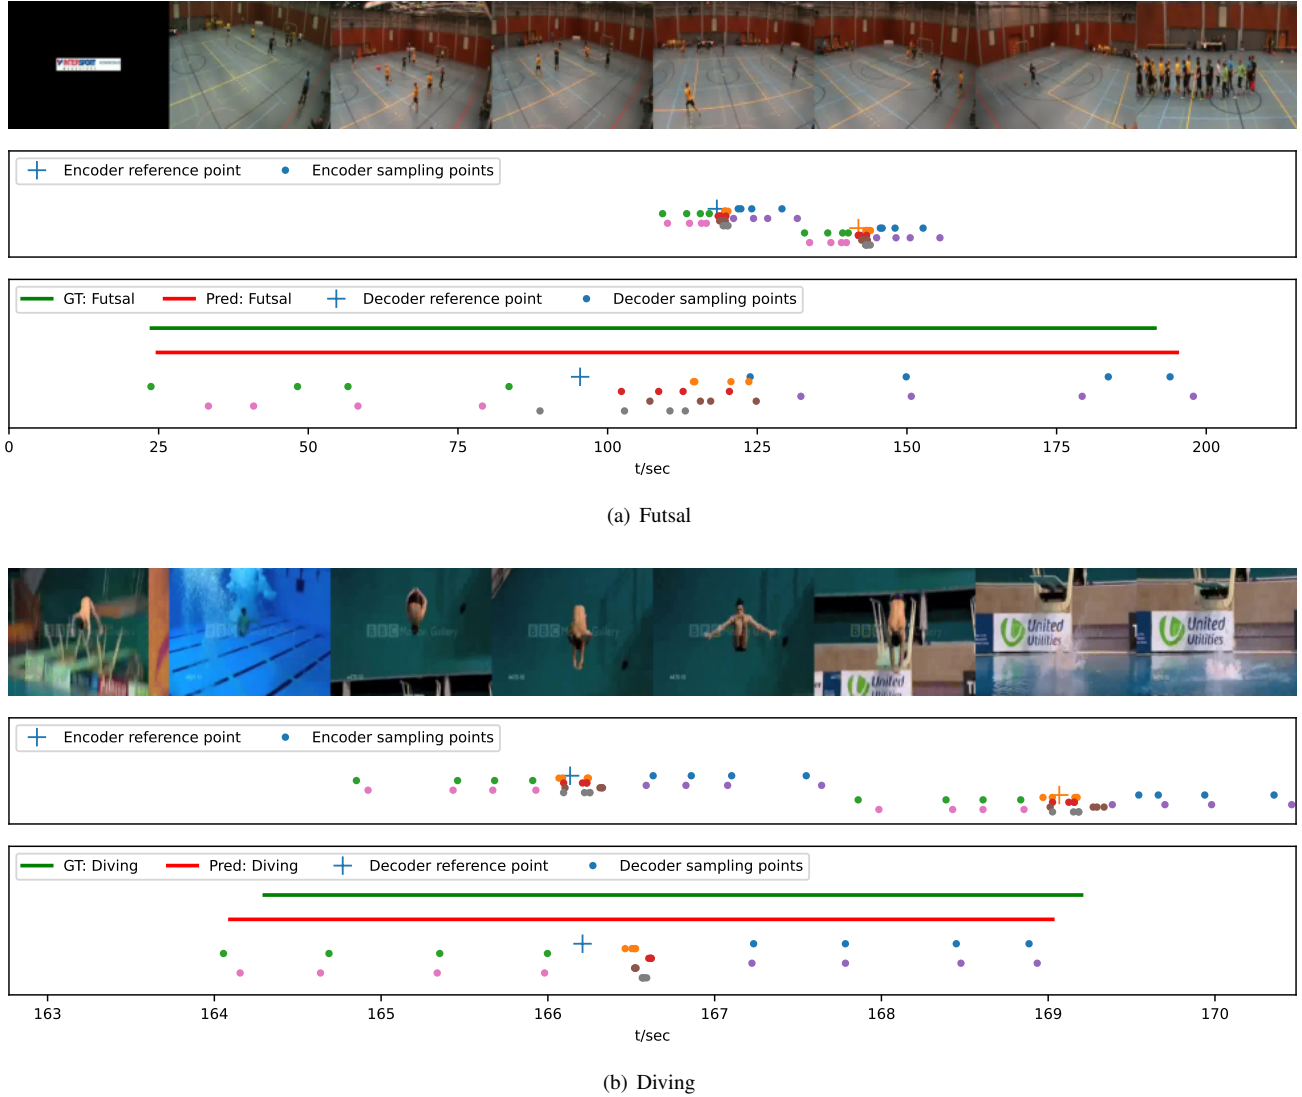 INTERSPORT
Encoder reference point
Encoder sampling points
GT: Futsal
Pred: Futsal
Decoder reference point
Decoder sampling points
0
25
50
75
100
125
150
175
200
t/sec
(a) Futsal
BBC
BBC
BBC
United
Utilities
United
Utilities
United
Utilities
Encoder reference point
Encoder sampling points
GT: Diving
Pred: Diving
Decoder reference point
Decoder sampling points
163
164
165
166
167
168
169
170
t/sec
(b) Diving